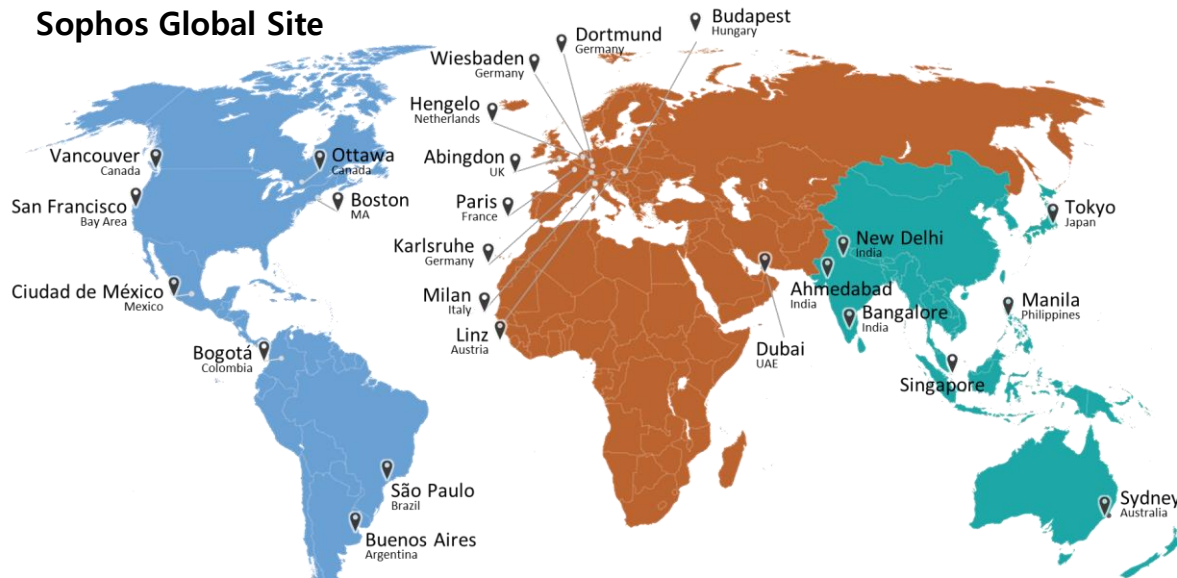 Sophos Global Site
Budapest
Hungary
Dortmund
Germany
Wiesbaden
Germany
Hengelo
Netherlands
Abingdon
UK
Paris
France
Karlsruhe
Germany
Milan
Italy
Linz
Austria
Vancouver
Canada
Ottawa
Canada
San Francisco
Bay Area
Boston
MA
Ciudad de México
Mexico
Bogotá
Colombia
São Paulo
Brazil
Buenos Aires
Argentina
Dubai
UAE
New Delhi
India
Ahmedabad
India
Bangalore
India
Tokyo
Japan
Manila
Philippines
Singapore
Sydney
Australia